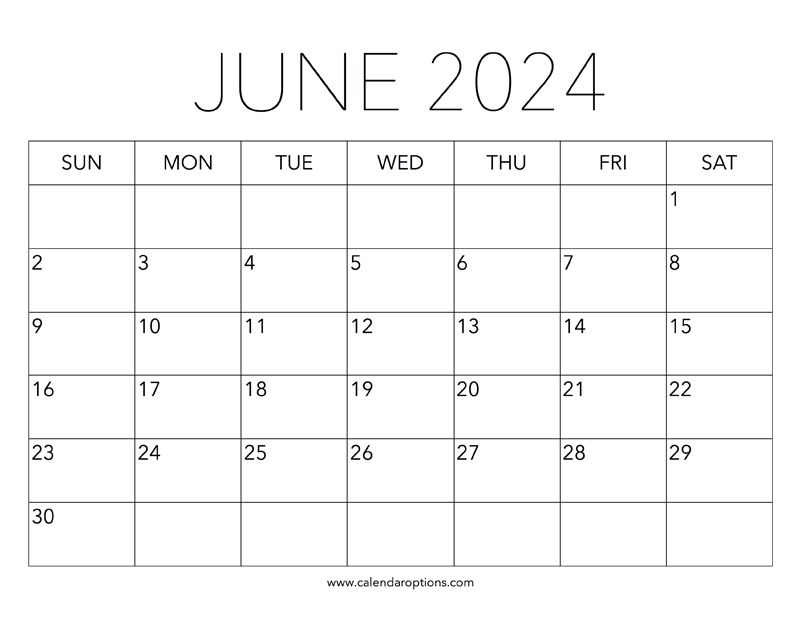 JUNE 2024
SUN MON TUE WED THU FRI SAT
1
2 3 4 5 6 7 8
9 10 11 12 13 14 15
16 17 18 19 20 21 22
23 24 25 26 27 28 29
30
www.calendaroptions.com